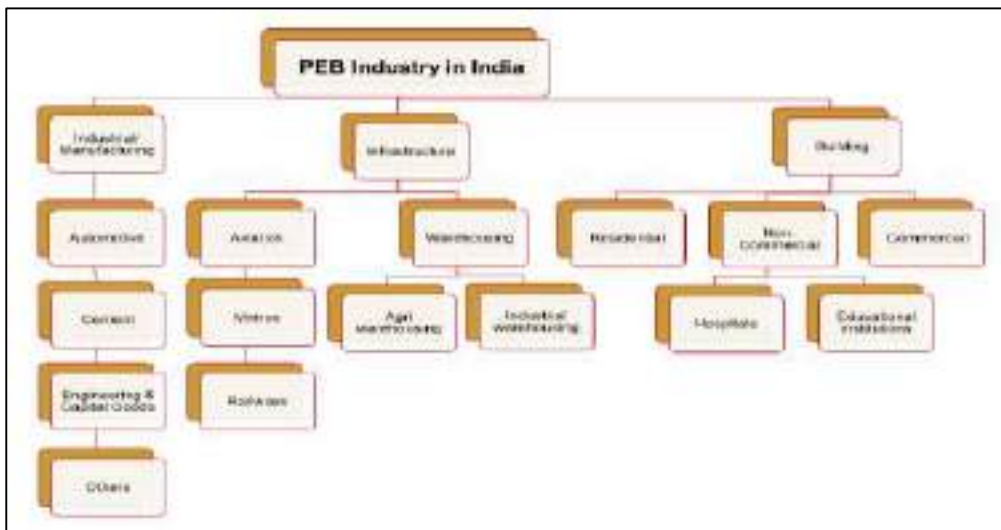 PEB Industry in India
Industrial/
Manufacturing
Infrastructure
Building
Automotive
Aviation
Warehousing
Residential
Non
Commercial
Commercial
Cement
Metros
Agri
warehousing
Industrial
warehousing
Hospitals
Educational
institutions
Engineering &
Capital Goods
Railways
Others